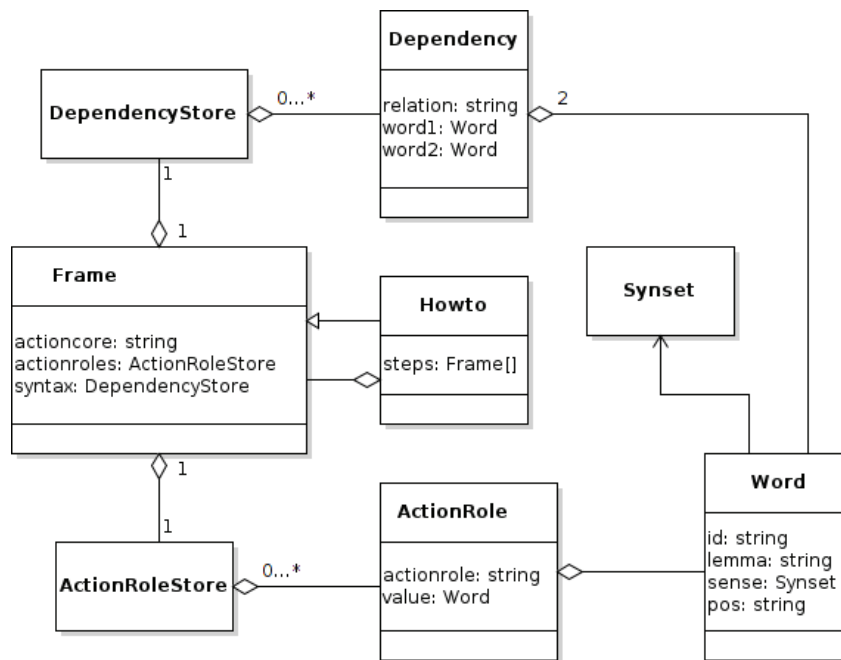 Dependency
relation: string
word1: Word
word2: Word
DependencyStore
0...*
2
1
1
Frame
actioncore: string
actionroles: ActionRoleStore
syntax: DependencyStore
Howto
steps: Frame[]
Synset
1
1
ActionRoleStore
0...*
ActionRole
actionrole: string
value: Word
Word
id: string
lemma: string
sense: Synset
pos: string